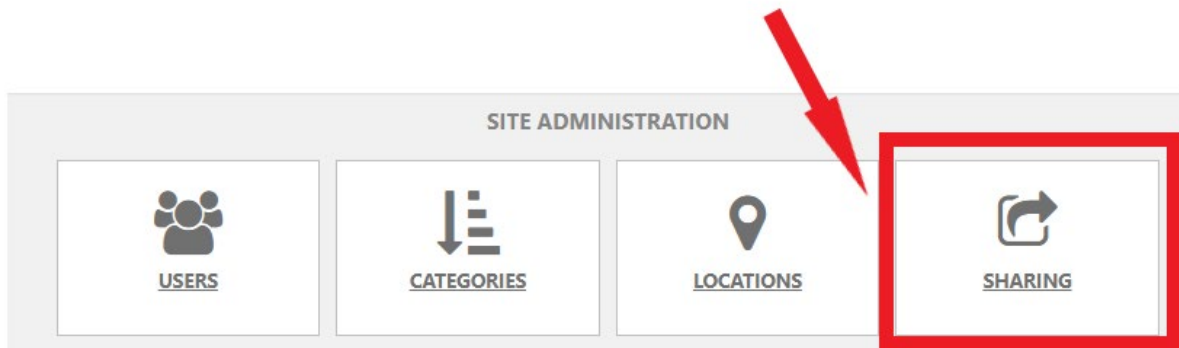 SITE ADMINISTRATION
USERS
CATEGORIES
LOCATIONS
SHARING